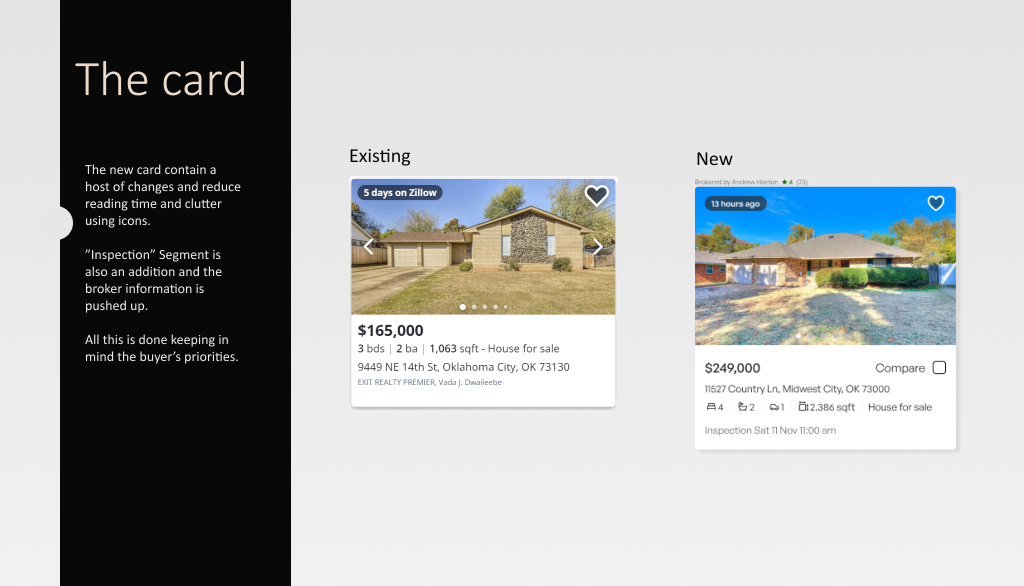 The card
The new card contain a
host of changes and reduce
reading time and clutter
using icons.
”Inspection” Segment is
also an addition and the
broker information is
pushed up.
All this is done keeping in
mind the buyer’s priorities.
Existing
5 days on Zillow
$165,000
3 bds | 2 ba | 1,063 sqft - House for sale
9449 NE 14th St, Oklahoma City, OK 73130
EXIT REALTY PREMIER, Vada J. Dwaileebe
New
Brokered by Andrew Harrion ★ 4 (23)
13 hours ago
$249,000 Compare
11527 Country Ln, Midwest City, OK 73000
4 2 1 2.386 sqft House for sale
Inspection Sat 11 Nov 11:00 am